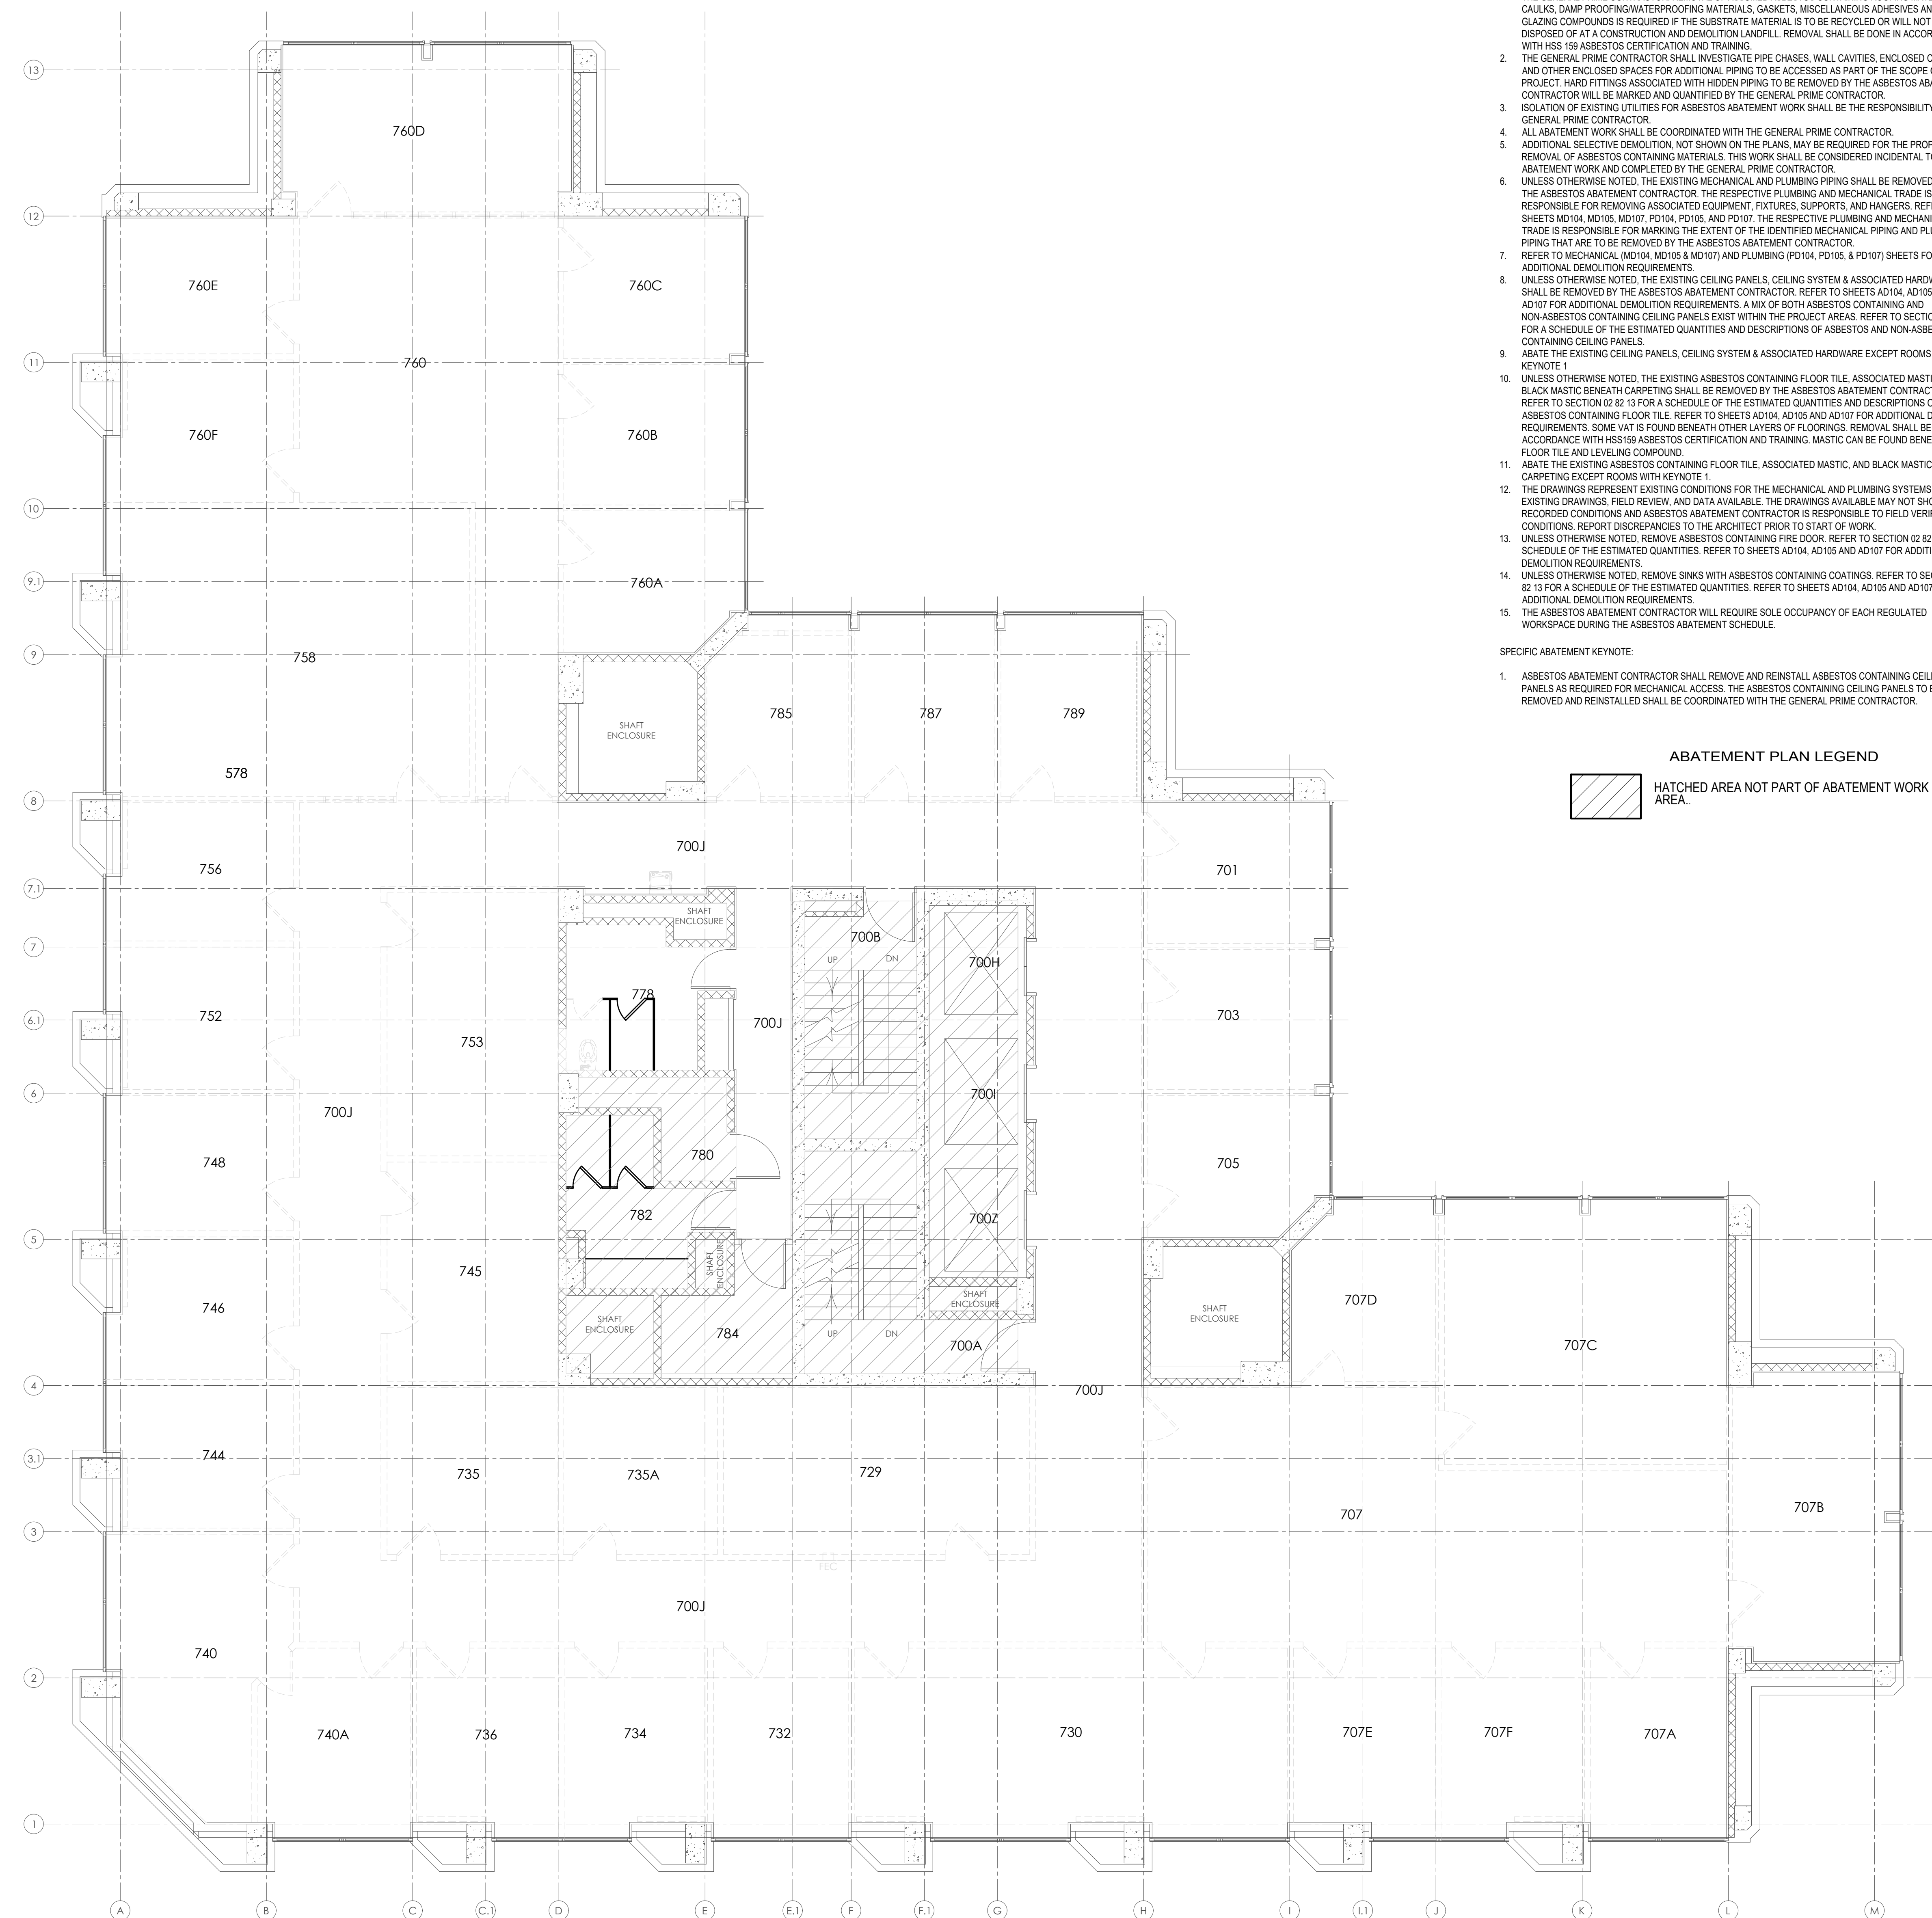 CAULKS, DAMP PROOFING/WATERPROOFING MATERIALS, GASKETS, MISCELLANEOUS ADHESIVES AN
GLAZING COMPOUNDS IS REQUIRED IF THE SUBSTRATE MATERIAL IS TO BE RECYCLED OR WILL NOT
DISPOSED OF AT A CONSTRUCTION AND DEMOLITION LANDFILL. REMOVAL SHALL BE DONE IN ACCOR
WITH HSS 159 ASBESTOS CERTIFICATION AND TRAINING.
2. THE GENERAL PRIME CONTRACTOR SHALL INVESTIGATE PIPE CHASES, WALL CAVITIES, ENCLOSED C
AND OTHER ENCLOSED SPACES FOR ADDITIONAL PIPING TO BE ACCESSED AS PART OF THE SCOPE
PROJECT. HARD FITTINGS ASSOCIATED WITH HIDDEN PIPING TO BE REMOVED BY THE ASBESTOS ABA
CONTRACTOR WILL BE MARKED AND QUANTIFIED BY THE GENERAL PRIME CONTRACTOR.
3. ISOLATION OF EXISTING UTILITIES FOR ASBESTOS ABATEMENT WORK SHALL BE THE RESPONSIBILITY
GENERAL PRIME CONTRACTOR.
4. ALL ABATEMENT WORK SHALL BE COORDINATED WITH THE GENERAL PRIME CONTRACTOR.
5. ADDITIONAL SELECTIVE DEMOLITION, NOT SHOWN ON THE PLANS, MAY BE REQUIRED FOR THE PROP
REMOVAL OF ASBESTOS CONTAINING MATERIALS. THIS WORK SHALL BE CONSIDERED INCIDENTAL TO
ABATEMENT WORK AND COMPLETED BY THE GENERAL PRIME CONTRACTOR.
6. UNLESS OTHERWISE NOTED, THE EXISTING MECHANICAL AND PLUMBING PIPING SHALL BE REMOVED
THE ASBESTOS ABATEMENT CONTRACTOR. THE RESPECTIVE PLUMBING AND MECHANICAL TRADE IS
RESPONSIBLE FOR REMOVING ASSOCIATED EQUIPMENT, FIXTURES, SUPPORTS, AND HANGERS. REFE
SHEETS MD104, MD105, MD107, PD104, PD105, AND PD107. THE RESPECTIVE PLUMBING AND MECHANI
TRADE IS RESPONSIBLE FOR MARKING THE EXTENT OF THE IDENTIFIED MECHANICAL PIPING AND PLU
PIPING THAT ARE TO BE REMOVED BY THE ASBESTOS ABATEMENT CONTRACTOR.
7. REFER TO MECHANICAL (MD104, MD105 & MD107) AND PLUMBING (PD104, PD105, & PD107) SHEETS FO
ADDITIONAL DEMOLITION REQUIREMENTS.
8. UNLESS OTHERWISE NOTED, THE EXISTING CEILING PANELS, CEILING SYSTEM & ASSOCIATED HARDW
SHALL BE REMOVED BY THE ASBESTOS ABATEMENT CONTRACTOR. REFER TO SHEETS AD104, AD105
AD107 FOR ADDITIONAL DEMOLITION REQUIREMENTS. A MIX OF BOTH ASBESTOS CONTAINING AND
NON-ASBESTOS CONTAINING CEILING PANELS EXIST WITHIN THE PROJECT AREAS. REFER TO SECTIO
FOR A SCHEDULE OF THE ESTIMATED QUANTITIES AND DESCRIPTIONS OF ASBESTOS AND NON-ASBE
CONTAINING CEILING PANELS.
9. ABATE THE EXISTING CEILING PANELS, CEILING SYSTEM & ASSOCIATED HARDWARE EXCEPT ROOMS
KEYNOTE 1
10. UNLESS OTHERWISE NOTED, THE EXISTING ASBESTOS CONTAINING FLOOR TILE, ASSOCIATED MASTI
BLACK MASTIC BENEATH CARPETING SHALL BE REMOVED BY THE ASBESTOS ABATEMENT CONTRACT
REFER TO SECTION 02 82 13 FOR A SCHEDULE OF THE ESTIMATED QUANTITIES AND DESCRIPTIONS O
ASBESTOS CONTAINING FLOOR TILE. REFER TO SHEETS AD104, AD105 AND AD107 FOR ADDITIONAL D
REQUIREMENTS. SOME VAT IS FOUND BENEATH OTHER LAYERS OF FLOORINGS. REMOVAL SHALL BE
ACCORDANCE WITH HSS159 ASBESTOS CERTIFICATION AND TRAINING. MASTIC CAN BE FOUND BENE
FLOOR TILE AND LEVELING COMPOUND.
11. ABATE THE EXISTING ASBESTOS CONTAINING FLOOR TILE, ASSOCIATED MASTIC, AND BLACK MASTIC
CARPETING EXCEPT ROOMS WITH KEYNOTE 1.
12. THE DRAWINGS REPRESENT EXISTING CONDITIONS FOR THE MECHANICAL AND PLUMBING SYSTEMS
EXISTING DRAWINGS, FIELD REVIEW, AND DATA AVAILABLE. THE DRAWINGS AVAILABLE MAY NOT SHO
RECORDED CONDITIONS AND ASBESTOS ABATEMENT CONTRACTOR IS RESPONSIBLE TO FIELD VERIF
CONDITIONS. REPORT DISCREPANCIES TO THE ARCHITECT PRIOR TO START OF WORK.
13. UNLESS OTHERWISE NOTED, REMOVE ASBESTOS CONTAINING FIRE DOOR. REFER TO SECTION 02 82
SCHEDULE OF THE ESTIMATED QUANTITIES. REFER TO SHEETS AD104, AD105 AND AD107 FOR ADDITI
DEMOLITION REQUIREMENTS.
14. UNLESS OTHERWISE NOTED, REMOVE SINKS WITH ASBESTOS CONTAINING COATINGS. REFER TO SEC
82 13 FOR A SCHEDULE OF THE ESTIMATED QUANTITIES. REFER TO SHEETS AD104, AD105 AND AD107
ADDITIONAL DEMOLITION REQUIREMENTS.
15. THE ASBESTOS ABATEMENT CONTRACTOR WILL REQUIRE SOLE OCCUPANCY OF EACH REGULATED
WORKSPACE DURING THE ASBESTOS ABATEMENT SCHEDULE.
SPECIFIC ABATEMENT KEYNOTE:
1. ASBESTOS ABATEMENT CONTRACTOR SHALL REMOVE AND REINSTALL ASBESTOS CONTAINING CEILI
PANELS AS REQUIRED FOR MECHANICAL ACCESS. THE ASBESTOS CONTAINING CEILING PANELS TO B
REMOVED AND REINSTALLED SHALL BE COORDINATED WITH THE GENERAL PRIME CONTRACTOR.
ABATEMENT PLAN LEGEND
HATCHED AREA NOT PART OF ABATEMENT WORK
AREA..
13
760D
12
760E
760C
11
760
760F
760B
10
9.1
760A
9
758
785
787
789
SHAFT
ENCLOSURE
578
8
700J
756
701
7.1
SHAFT
ENCLOSURE
700B
7
UP
DN
700H
778
752
6.1
753
700J
703
6
700I
700J
748
780
705
782
700Z
5
745
SHAFT
ENCLOSURE
746
SHAFT
ENCLOSURE
SHAFT
ENCLOSURE
707D
SHAFT
ENCLOSURE
784
UP
DN
700A
707C
4
700J
744
3.1
735
735A
729
707B
707
3
FEC
700J
740
2
740A
736
734
732
730
707E
707F
707A
1
A
B
C
C.1
D
E
E.1
F
F.1
G
H
I
I.1
J
K
L
M